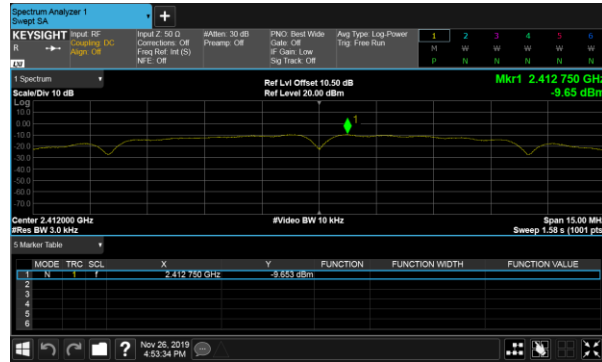 Spectrum Analyzer 1
Swept SA
+
KEYSIGHT Input: RF Input Z: 50 Ω #Atten: 30 dB PNO: Best Wide Avg Type: Log-Power 1 2 3 4 5 6
R Coupling: DC Corrections: Off Preamp: Off Gate: Off Trig: Free Run M W W W W W
Align: Off Freq Ref: Int (S) IF Gain: Low P N N N N N
LXI NFE: Off Sig Track: Off
1 Spectrum
Ref Lvl Offset 10.50 dB Mkr1 2.412 750 GHz
Scale/Div 10 dB Ref Level 20.00 dBm -9.65 dBm
Log
10.0
0.00
-10.0
-20.0
-30.0
-40.0
-50.0
-60.0
-70.0
1
Center 2.412000 GHz #Video BW 10 kHz Span 15.00 MHz
#Res BW 3.0 kHz Sweep 1.58 s (1001 pts)
5 Marker Table
MODE TRC SCL X Y FUNCTION FUNCTION WIDTH FUNCTION VALUE
1 N 1 f 2.412 750 GHz -9.653 dBm
2
3
4
5
6
? Nov 26, 2019
4:53:34 PM